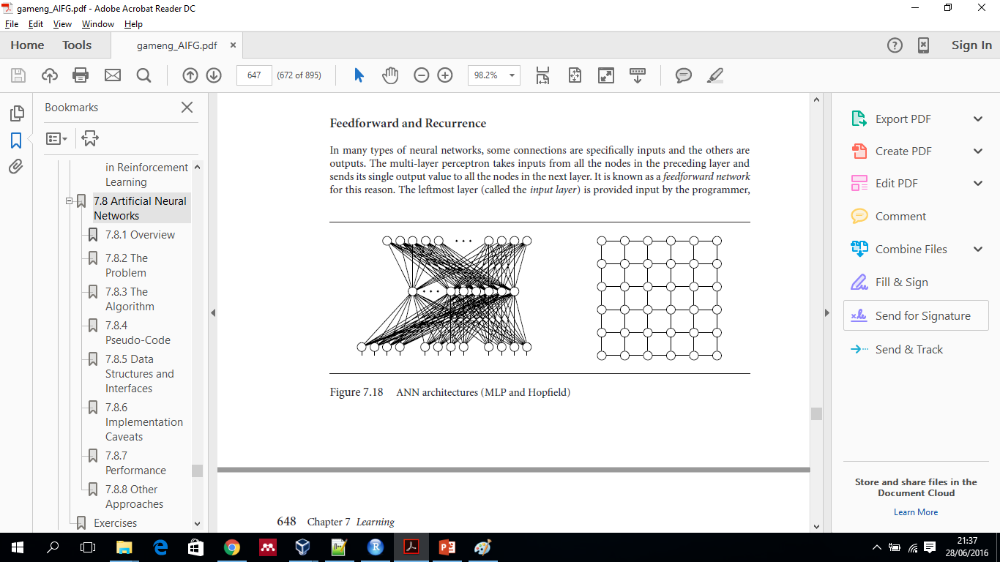 gameng_AIFG.pdf - Adobe Acrobat Reader DC
File Edit View Window Help
Home Tools gameng_AIFG.pdf × Sign In
647 (672 of 895) 98.2%
Bookmarks
in Reinforcement
Learning
7.8 Artificial Neural
Networks
7.8.1 Overview
7.8.2 The
Problem
7.8.3 The
Algorithm
7.8.4
Pseudo-Code
7.8.5 Data
Structures and
Interfaces
7.8.6
Implementation
Caveats
7.8.7
Performance
7.8.8 Other
Approaches
Exercises
Feedforward and Recurrence
In many types of neural networks, some connections are specifically inputs and the others are
outputs. The multi-layer perceptron takes inputs from all the nodes in the preceding layer and
sends its single output value to all the nodes in the next layer. It is known as a feedforward network
for this reason. The leftmost layer (called the input layer) is provided input by the programmer,
Figure 7.18 ANN architectures (MLP and Hopfield)
648 Chapter 7 Learning
Export PDF
Create PDF
Edit PDF
Comment
Combine Files
Fill & Sign
Send for Signature
Send & Track
Store and share files in the
Document Cloud
Learn More
21:37
28/06/2016